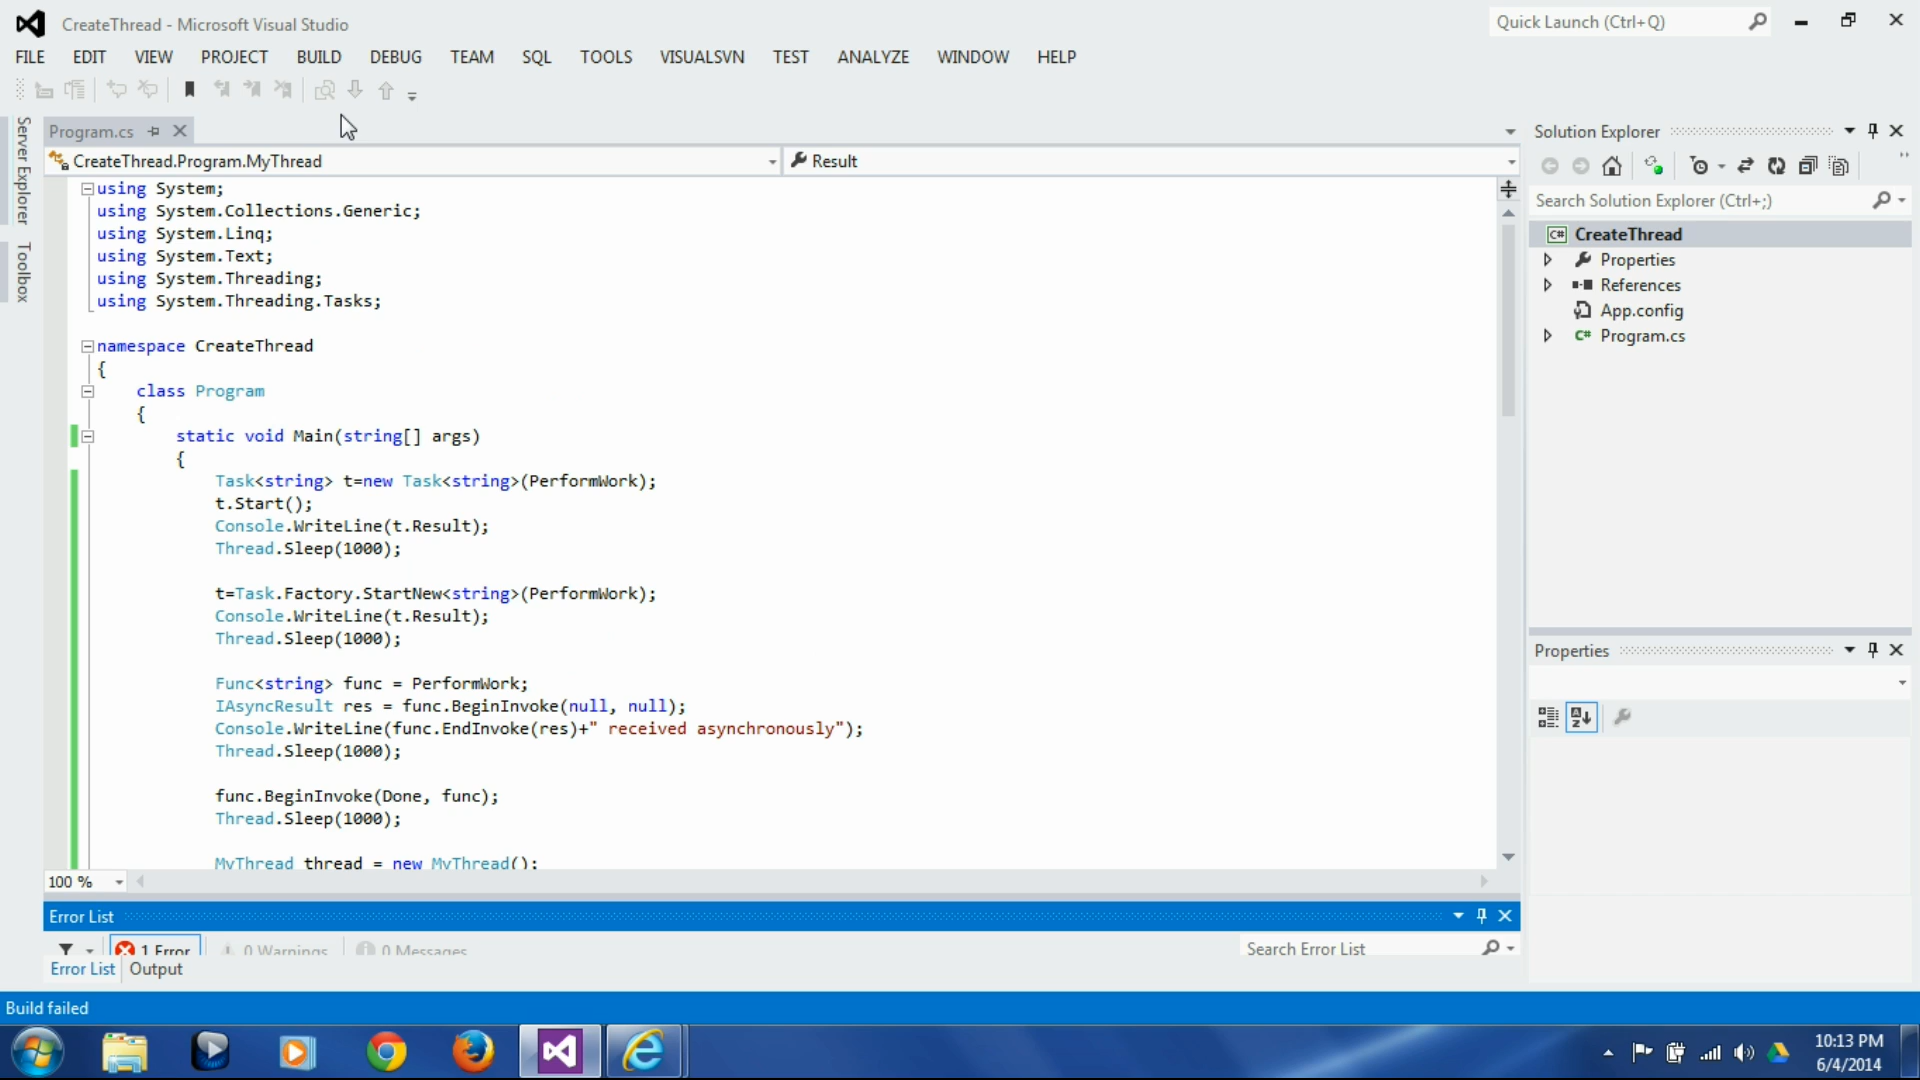 CreateThread - Microsoft Visual Studio
Quick Launch (Ctrl+Q)
FILE EDIT VIEW PROJECT BUILD DEBUG TEAM SQL TOOLS VISUALSVN TEST ANALYZE WINDOW HELP
Server Explorer
Toolbox
Program.cs
CreateThread.Program.MyThread
Result
using System;
using System.Collections.Generic;
using System.Linq;
using System.Text;
using System.Threading;
using System.Threading.Tasks;
namespace CreateThread
{
class Program
{
static void Main(string[] args)
{
Task<string> t=new Task<string>(PerformWork);
t.Start();
Console.WriteLine(t.Result);
Thread.Sleep(1000);
t=Task.Factory.StartNew<string>(PerformWork);
Console.WriteLine(t.Result);
Thread.Sleep(1000);
Func<string> func = PerformWork;
IAsyncResult res = func.BeginInvoke(null, null);
Console.WriteLine(func.EndInvoke(res)+" received asynchronously");
Thread.Sleep(1000);
func.BeginInvoke(Done, func);
Thread.Sleep(1000);
MyThread thread = new MyThread();
100 %
Error List
1 Error
0 Warnings
0 Messages
Search Error List
Error List
Output
Solution Explorer
Search Solution Explorer (Ctrl+;)
C# CreateThread
Properties
References
App.config
C# Program.cs
Properties
Build failed
10:13 PM
6/4/2014